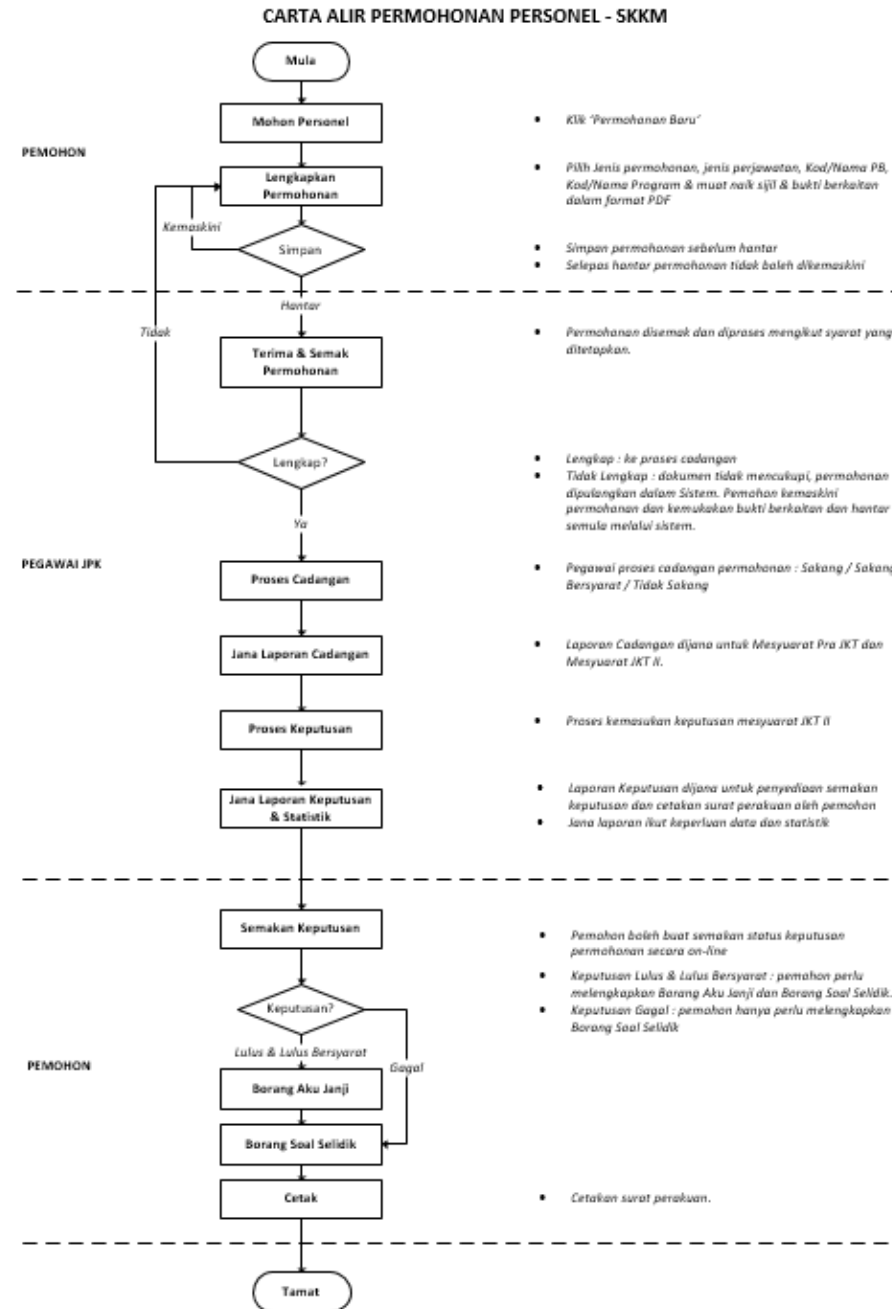 CARTA ALIR PERMOHONAN PERSONEL - SKKM
Mula
Mohon Personel
• Klik 'Permohonan Baru'
PEMOHON
Lengkapkan
Permohonan
• Pilih Jenis permohonan, jenis perjawatan, Kod/Nama PB,
Kod/Nama Program & muat naik sijil & bukti berkaitan
dalam format PDF
Kemaskini
Simpan
• Simpan permohonan sebelum hantar
• Selepas hantar permohonan tidak boleh dikemaskini
Hantar
Tidak
Terima & Semak
Permohonan
• Permohonan disemak dan diproses mengikut syarat yang
ditetapkan.
Lengkap?
• Lengkap : ke proses cadangan
• Tidak Lengkap : dokumen tidak mencukupi, permohonan
dipulangkan dalam Sistem. Pemohon kemaskini
permohonan dan kemukakan bukti berkaitan dan hantar
semula melalui sistem.
Ya
PEGAWAI JPK
Proses Cadangan
• Pegawai proses cadangan permohonan : Sokong / Sokong
Bersyarat / Tidak Sokong
Jana Laporan Cadangan
• Laporan Cadangan dijana untuk Mesyuarat Pra JKT dan
Mesyuarat JKT II.
Proses Keputusan
• Proses kemasukan keputusan mesyuarat JKT II
Jana Laporan Keputusan
& Statistik
• Laporan Keputusan dijana untuk penyediaan semakan
keputusan dan cetakan surat perakuan oleh pemohon
• Jana laporan ikut keperluan data dan statistik
Semakan Keputusan
• Pemohon boleh buat semakan status keputusan
permohonan secara on-line
Keputusan?
• Keputusan Lulus & Lulus Bersyarat : pemohon perlu
melengkapkan Borang Aku Janji dan Borang Soal Selidik.
• Keputusan Gagal : pemohon hanya perlu melengkapkan
Borang Soal Selidik
Lulus & Lulus Bersyarat
Gagal
PEMOHON
Borang Aku Janji
Borang Soal Selidik
Cetak
• Cetakan surat perakuan.
Tamat